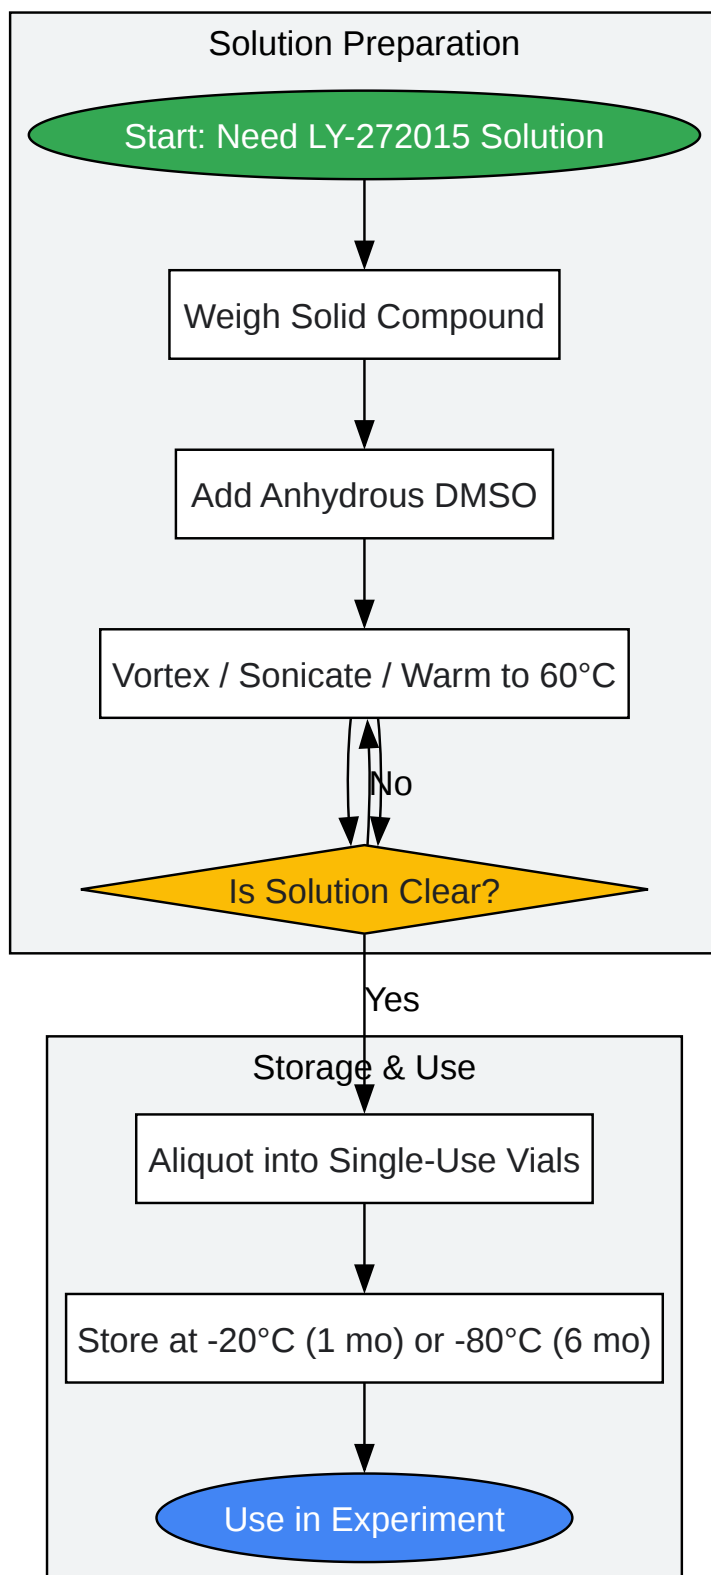 Solution Preparation
Start: Need LY-272015 Solution
Weigh Solid Compound
Add Anhydrous DMSO
Vortex / Sonicate / Warm to 60°C
No
Is Solution Clear?
Yes
Storage & Use
Aliquot into Single-Use Vials
Store at -20°C (1 mo) or -80°C (6 mo)
Use in Experiment